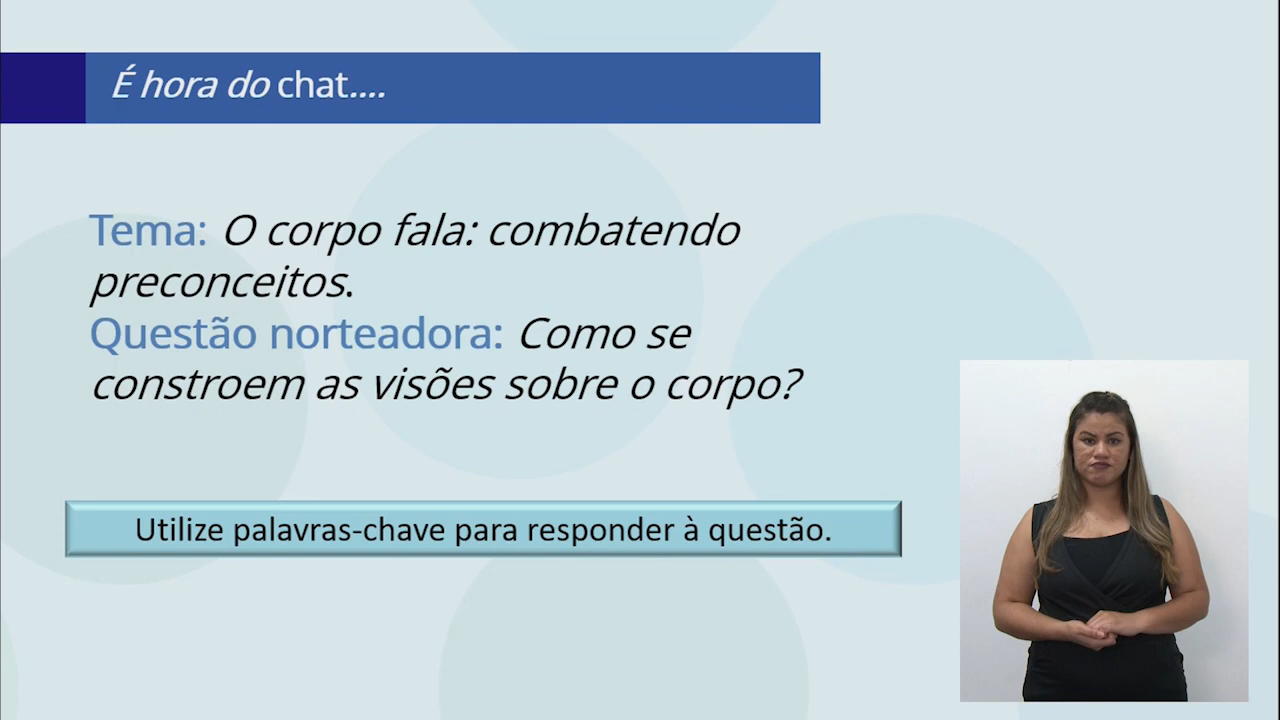 É hora do chat....
Tema: O corpo fala: combatendo
preconceitos.
Questão norteadora: Como se
constroem as visões sobre o corpo?
Utilize palavras-chave para responder à questão.